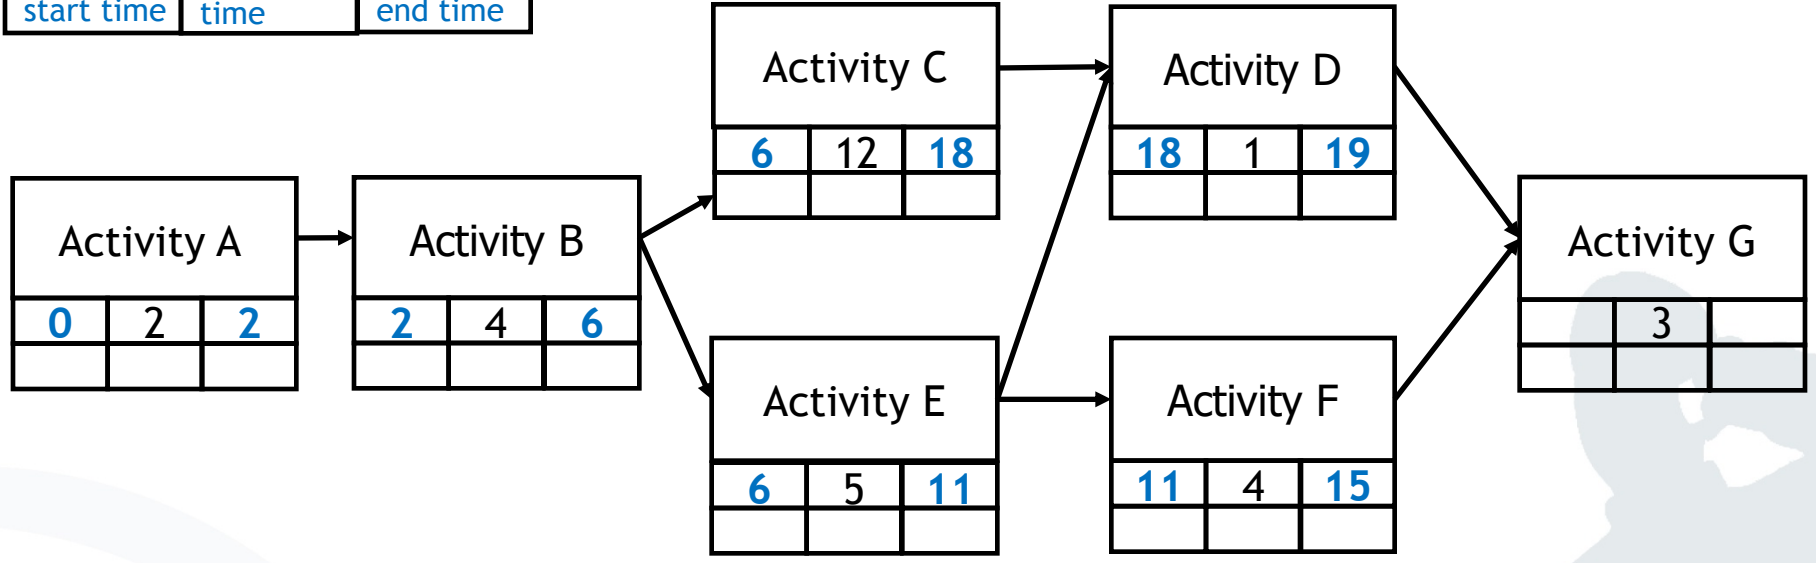 start time time end time
Activity A
0 2 2
Activity B
2 4 6
Activity C
6 12 18
Activity D
18 1 19
Activity E
6 5 11
Activity F
11 4 15
Activity G
3